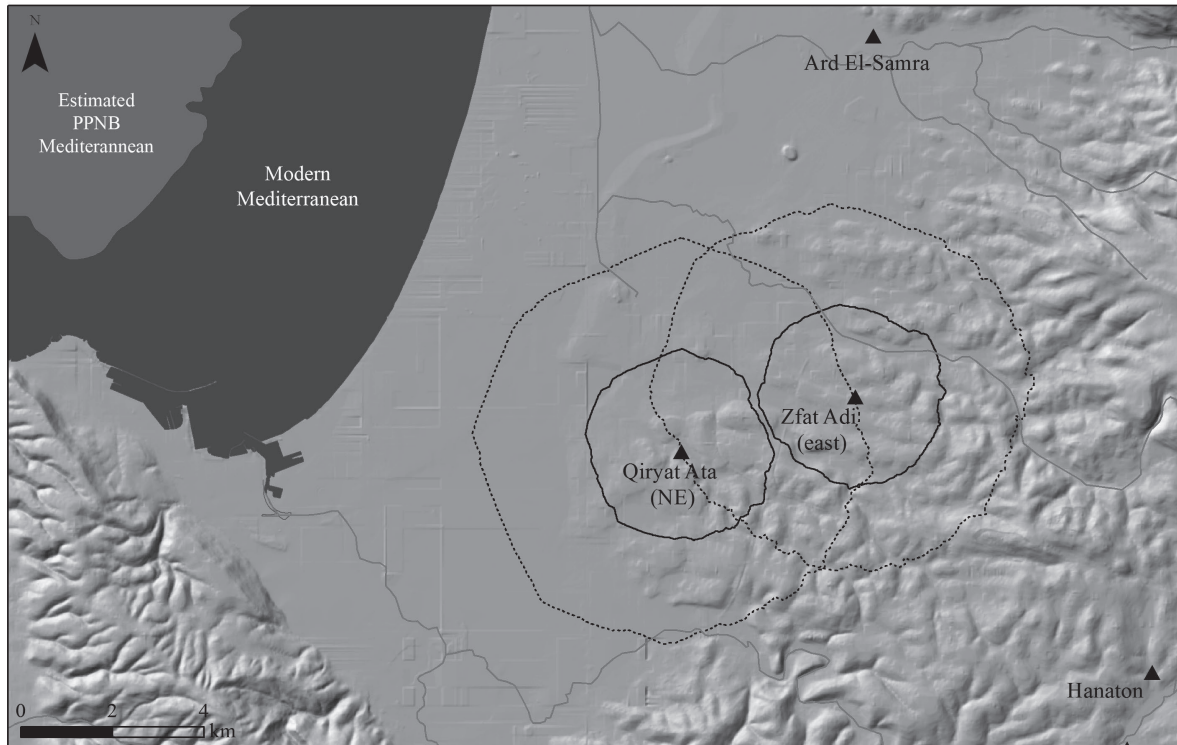 N
Estimated
PPNB
Mediterannean
Modern
Mediterranean
Ard El-Samra
Zfat Adi
(east)
Qiryat Ata
(NE)
Hanaton
0 2 4
km